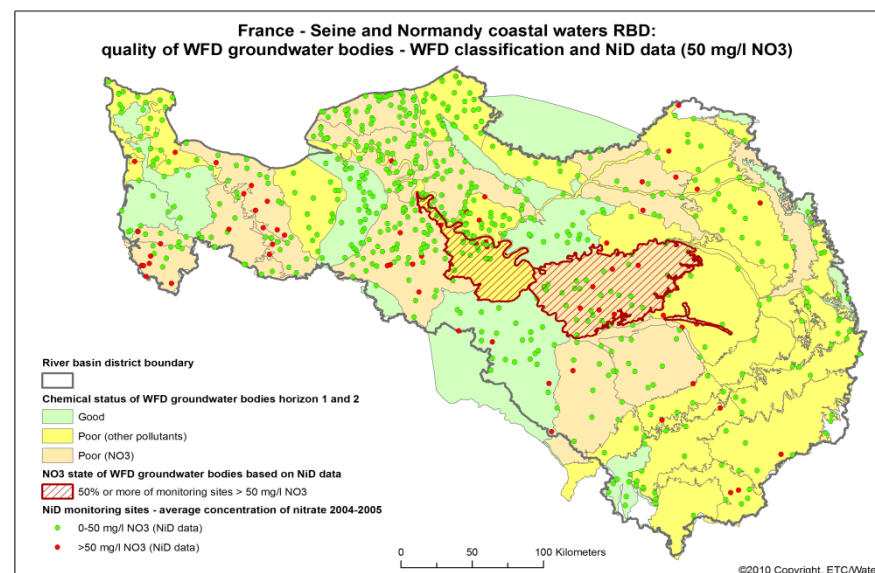 France - Seine and Normandy coastal waters RBD:
quality of WFD groundwater bodies - WFD classification and NiD data (50 mg/l NO3)
River basin district boundary
Chemical status of WFD groundwater bodies horizon 1 and 2
Good
Poor (other pollutants)
Poor (NO3)
NO3 state of WFD groundwater bodies based on NiD data
50% or more of monitoring sites > 50 mg/l NO3
NiD monitoring sites - average concentration of nitrate 2004-2005
0-50 mg/l NO3 (NiD data)
>50 mg/l NO3 (NiD data)
0 50 100 Kilometers
©2010 Copyright, ETC/Water